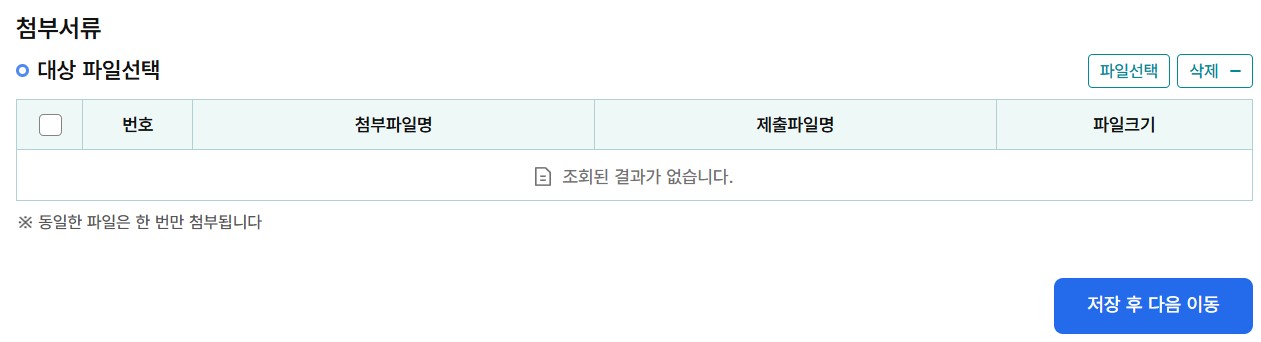 첨부서류
대상 파일선택
파일선택 삭제 −
번호 첨부파일명 제출파일명 파일크기
조회된 결과가 없습니다.
※ 동일한 파일은 한 번만 첨부됩니다
저장 후 다음 이동